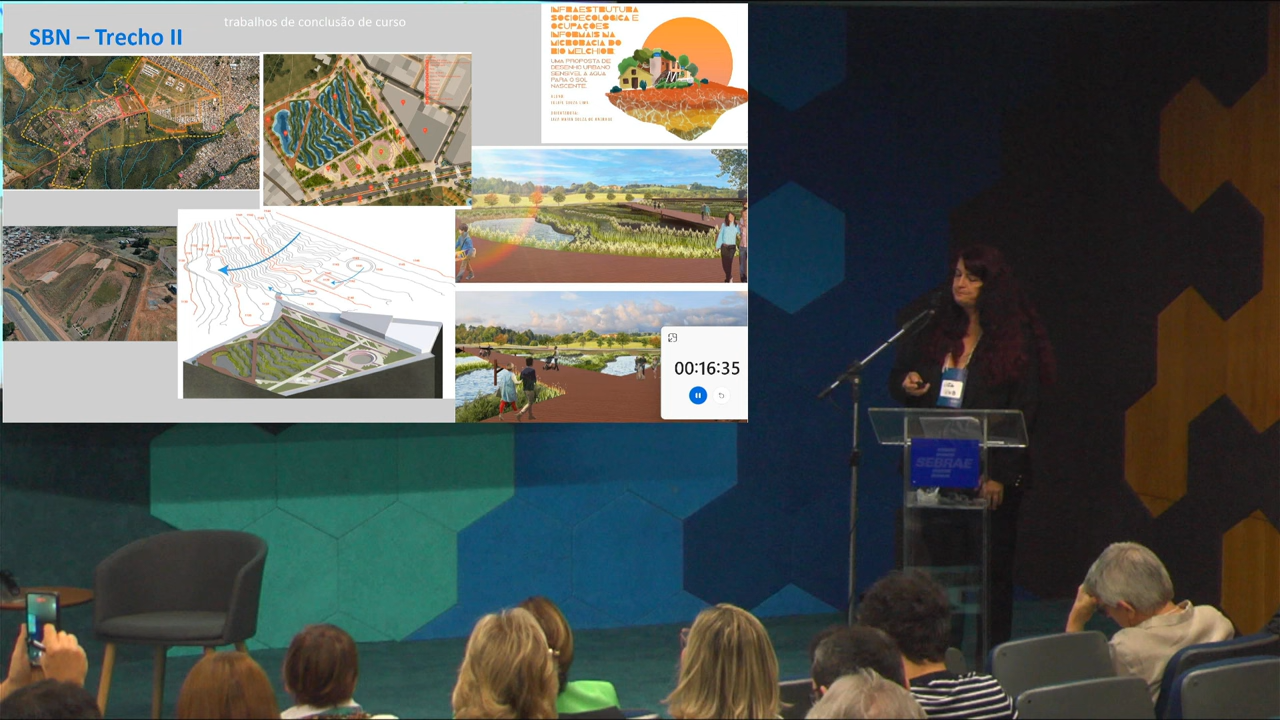 trabalhos de conclusão de curso
SBN – Trecho II
INFRAESTRUTURA
SOCIOECOLÓGICA E
OCUPAÇÕES
INFORMAIS NA
MICROBACIA DO
RIO MELCHIOR
UMA PROPOSTA DE
DESENHO URBANO
SENSÍVEL À ÁGUA
PARA O SOL
NASCENTE
00:16:35
SEBRAE